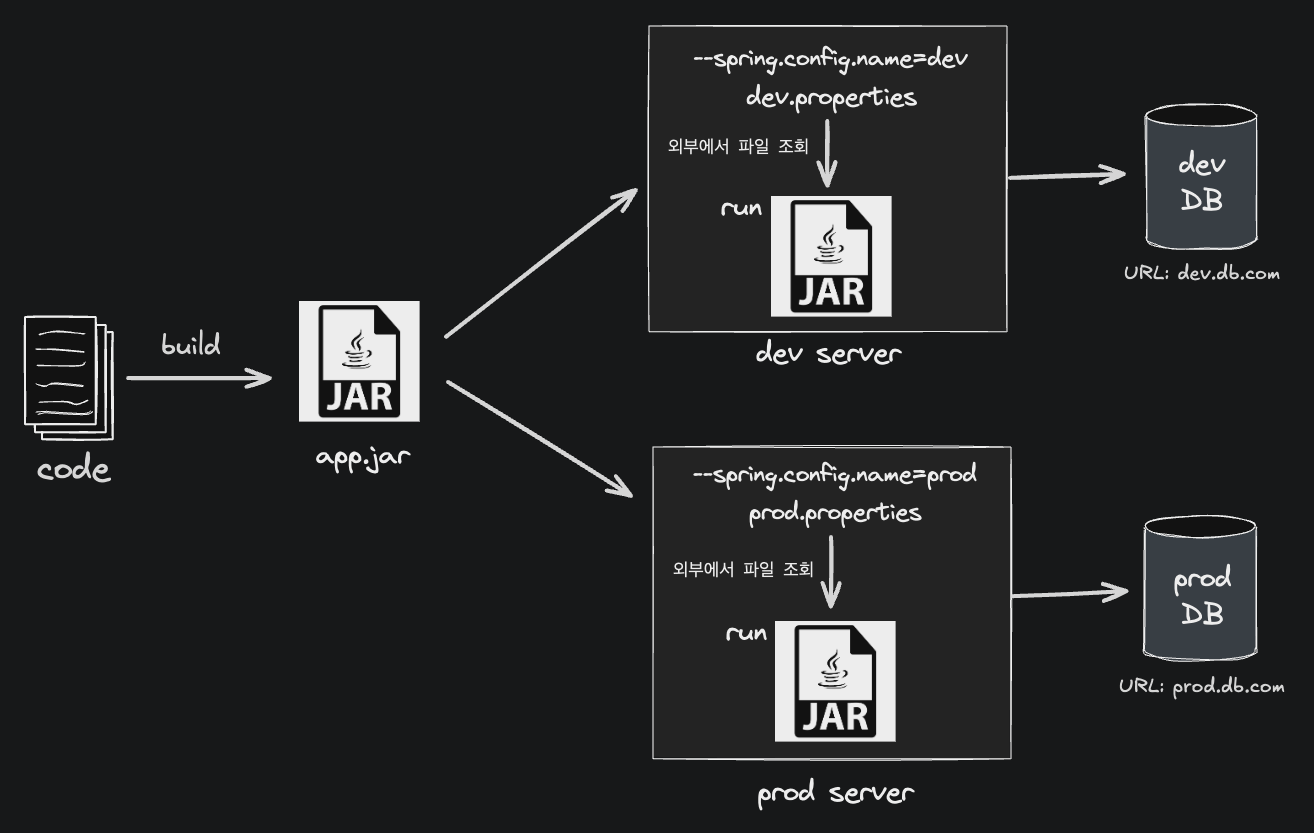 code
build
JAR
app.jar
--spring.config.name=dev
dev.properties
외부에서 파일 조회
run
JAR
dev server
dev
DB
URL: dev.db.com
--spring.config.name=prod
prod.properties
외부에서 파일 조회
run
JAR
prod server
prod
DB
URL: prod.db.com